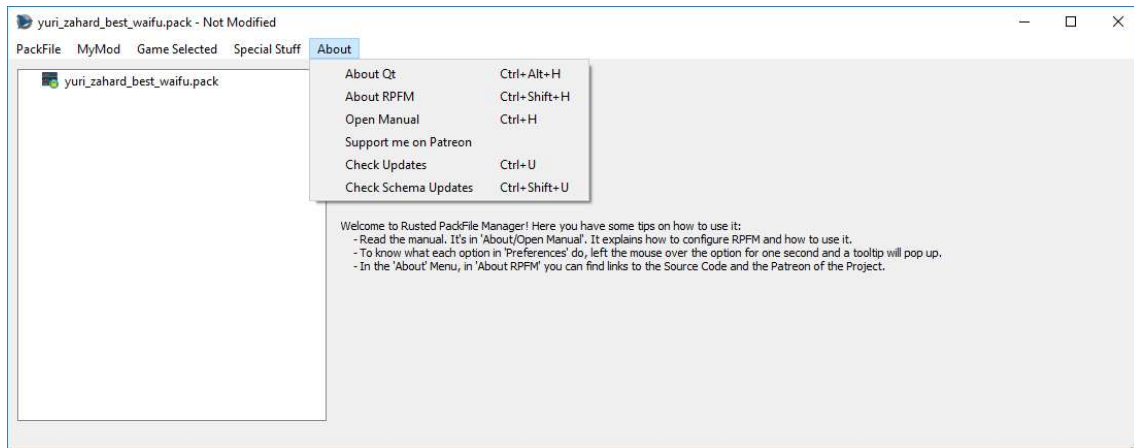 yuri_zahard_best_waifu.pack - Not Modified
PackFile MyMod Game Selected Special Stuff About
yuri_zahard_best_waifu.pack
About Qt Ctrl+Alt+H
About RPFM Ctrl+Shift+H
Open Manual Ctrl+H
Support me on Patreon
Check Updates Ctrl+U
Check Schema Updates Ctrl+Shift+U
Welcome to Rusted PackFile Manager! Here you have some tips on how to use it:
- Read the manual. It's in 'About/Open Manual'. It explains how to configure RPFM and how to use it.
- To know what each option in 'Preferences' do, left the mouse over the option for one second and a tooltip will pop up.
- In the 'About' Menu, in 'About RPFM' you can find links to the Source Code and the Patreon of the Project.